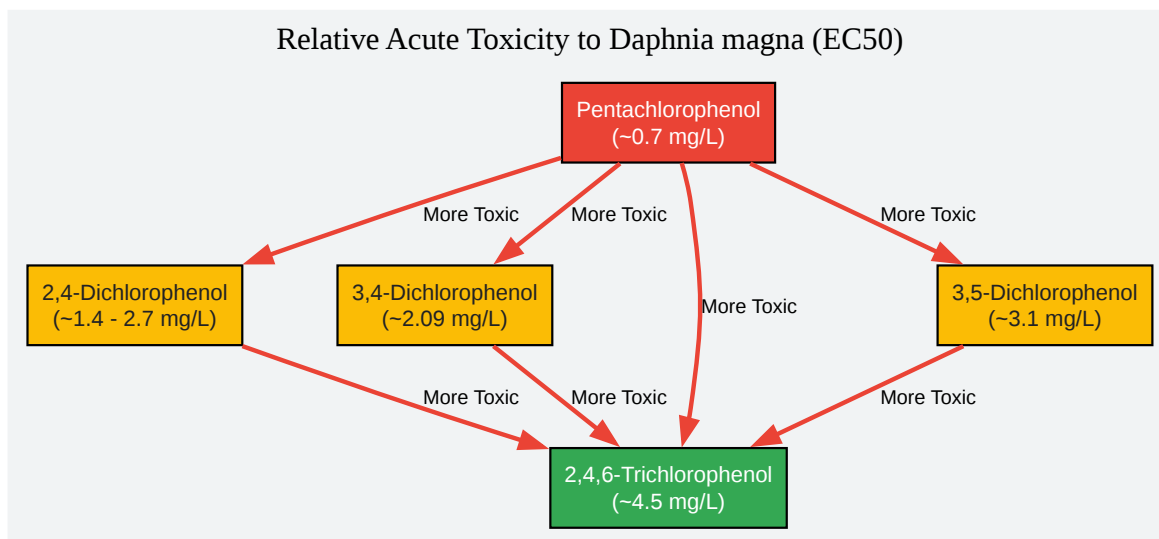 Relative Acute Toxicity to Daphnia magna (EC50)
Pentachlorophenol
(~0.7 mg/L)
More Toxic
More Toxic
More Toxic
2,4-Dichlorophenol
(~1.4 - 2.7 mg/L)
3,4-Dichlorophenol
(~2.09 mg/L)
More Toxic
3,5-Dichlorophenol
(~3.1 mg/L)
More Toxic
More Toxic
More Toxic
2,4,6-Trichlorophenol
(~4.5 mg/L)